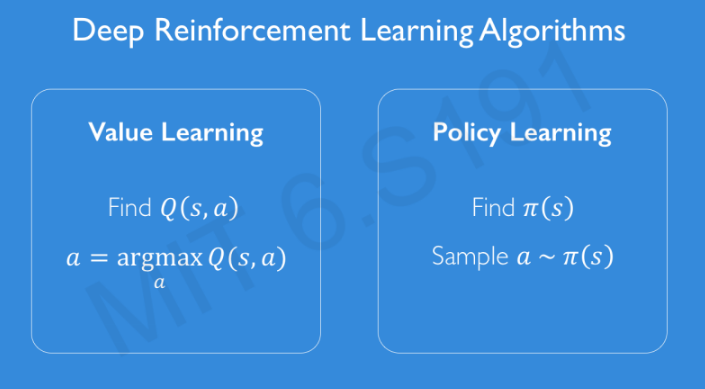 Deep Reinforcement Learning Algorithms
Value Learning
Find Q(s, a)
a = argmax Q(s, a)
a
Policy Learning
Find π(s)
Sample a ~ π(s)
MIT 6.S191